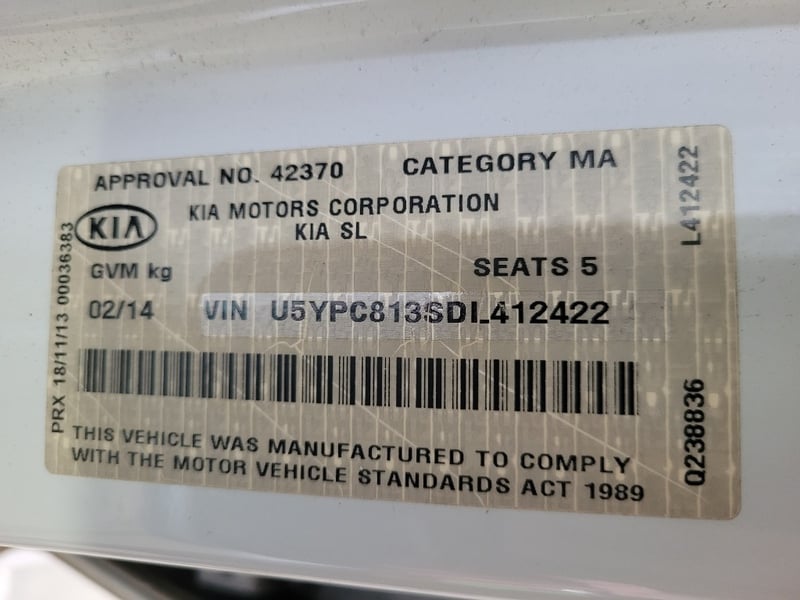 APPROVAL NO. 42370 CATEGORY MA
KIA
KIA MOTORS CORPORATION
KIA SL
GVM kg SEATS 5
02/14 VIN U5YPC813SDL412422
THIS VEHICLE WAS MANUFACTURED TO COMPLY
WITH THE MOTOR VEHICLE STANDARDS ACT 1989
PRX 18/11/13 00036383
L412422
Q238836